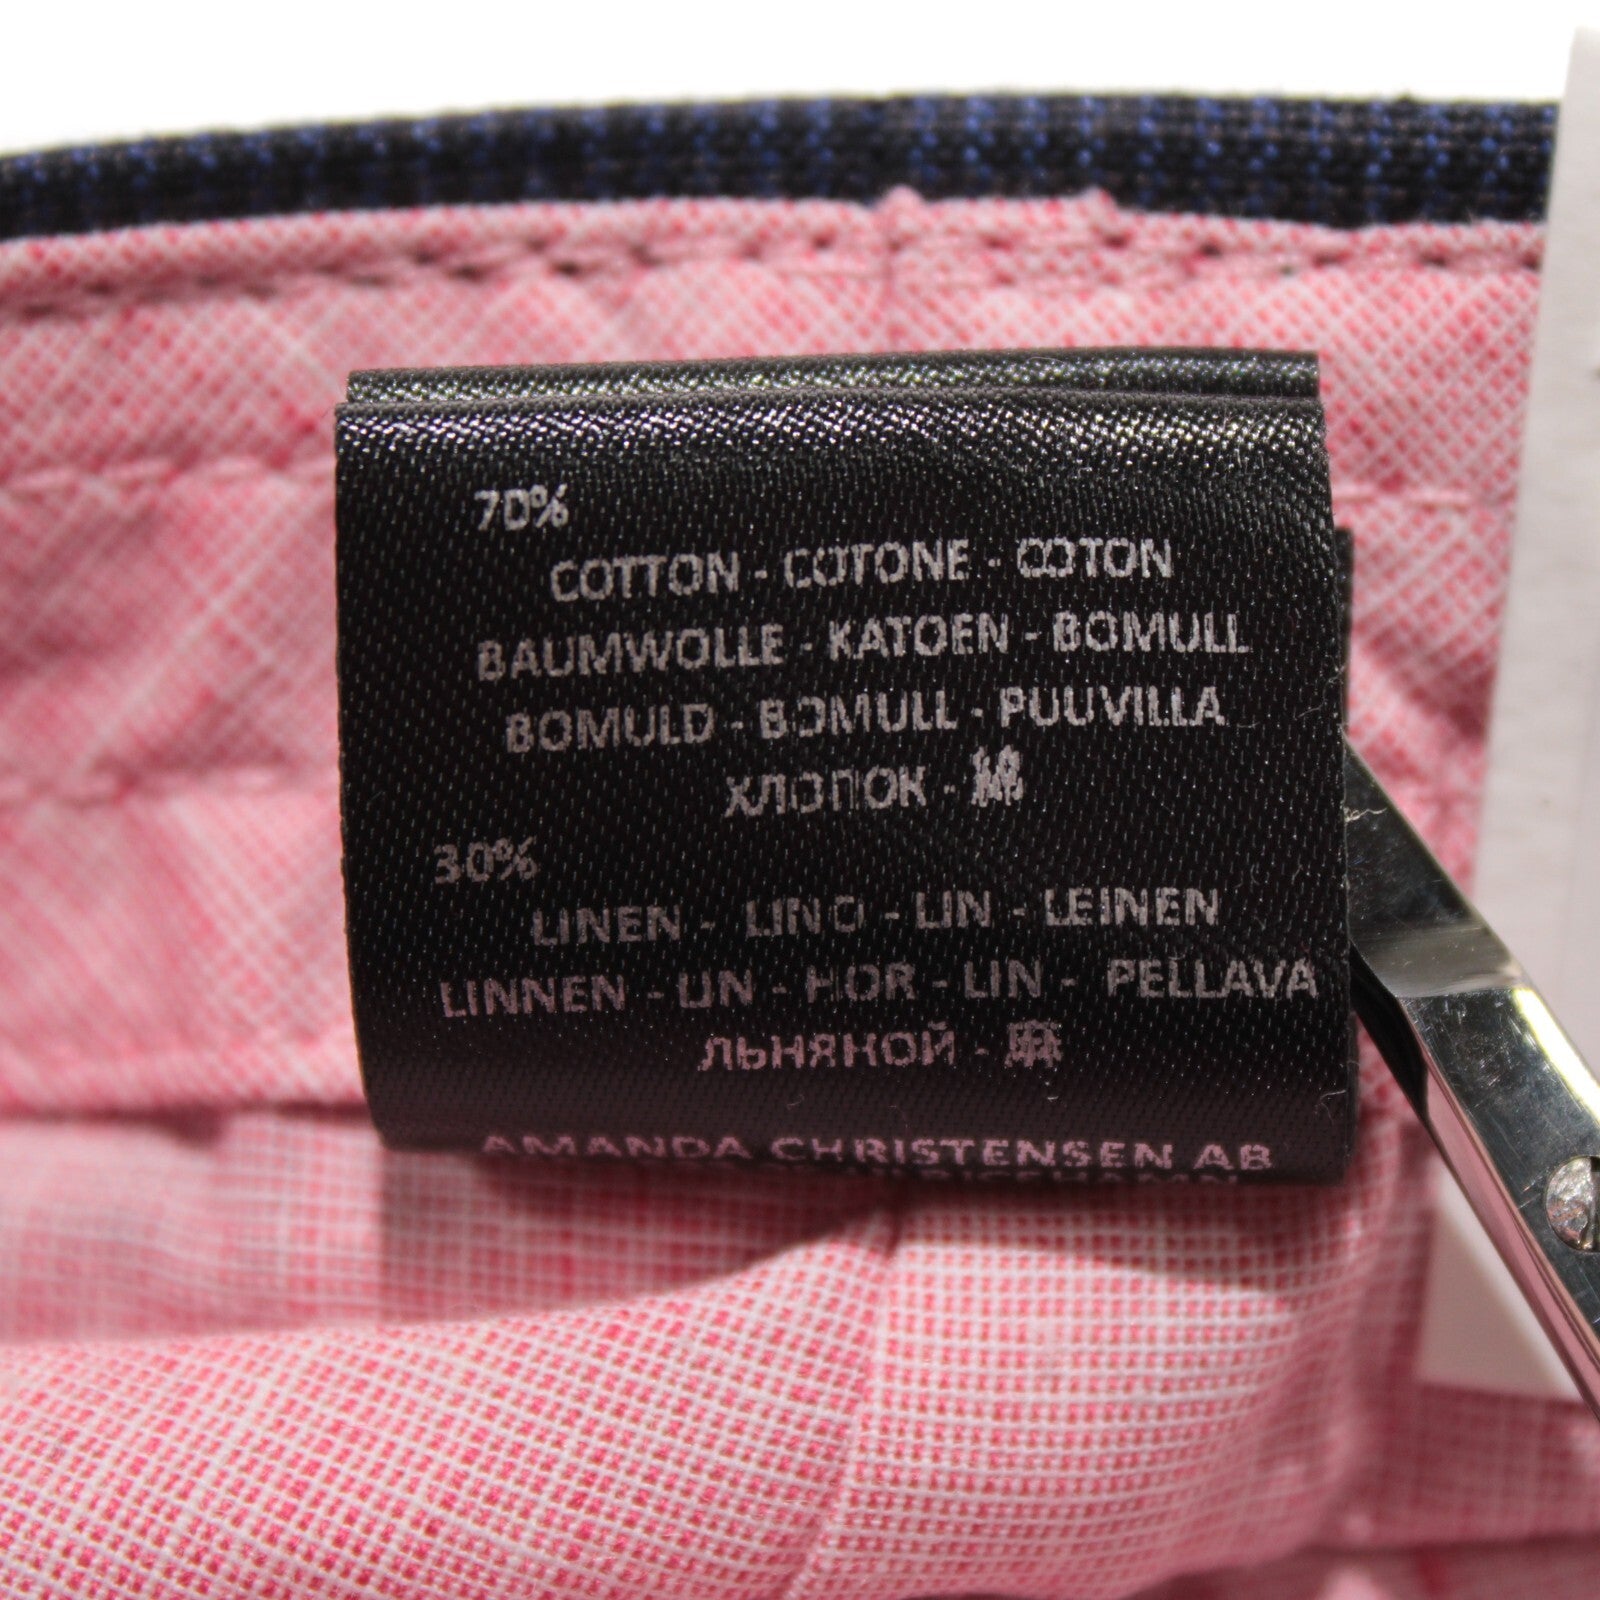 70%
COTTON - COTONE - COTON
BAUMWOLLE - KATOEN - BOMULL
BOMULD - BOMULL - PUUVILLA
ХЛОПОК - 棉
30%
LINEN - LINO - LIN - LEINEN
LINNEN - LIN - HOR - LIN - PELLAVA
ЛЬНЯНОЙ - 麻
AMANDA CHRISTENSEN AB